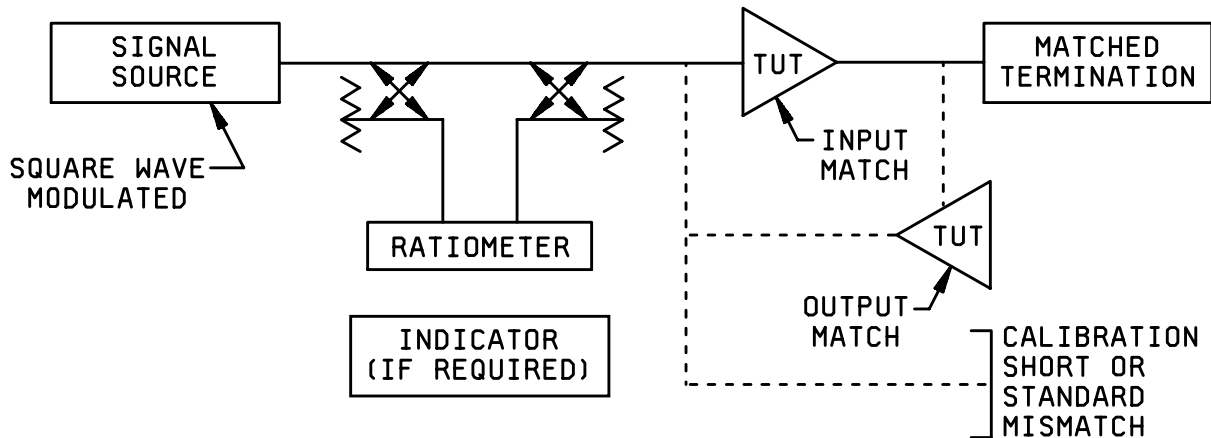 SIGNAL
SOURCE
TUT
MATCHED
TERMINATION
SQUARE WAVE
MODULATED
INPUT
MATCH
RATIOMETER
TUT
OUTPUT
MATCH
INDICATOR
(IF REQUIRED)
CALIBRATION
SHORT OR
STANDARD
MISMATCH